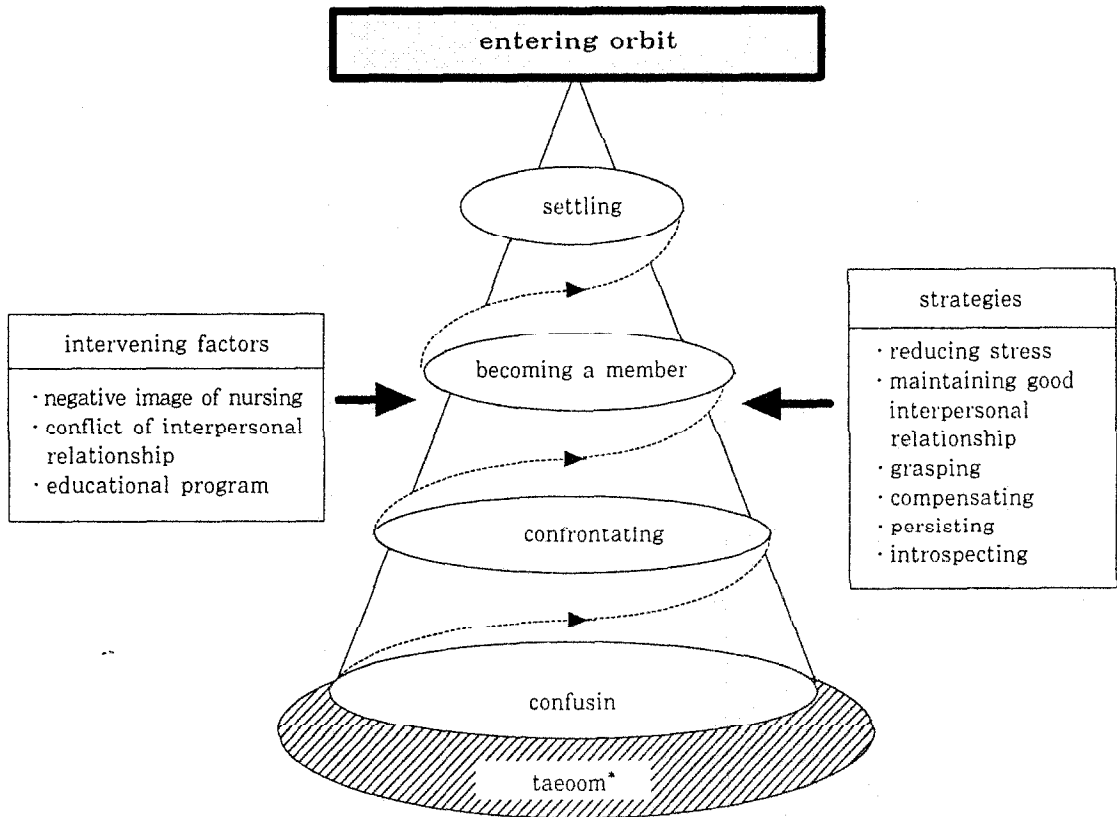 entering orbit
settling
intervening factors
· negative image of nursing
· conflict of interpersonal
relationship
· educational program
becoming a member
strategies
· reducing stress
· maintaining good
interpersonal
relationship
· grasping
· compensating
· persisting
· introspecting
confrontating
confusin
taeoom*